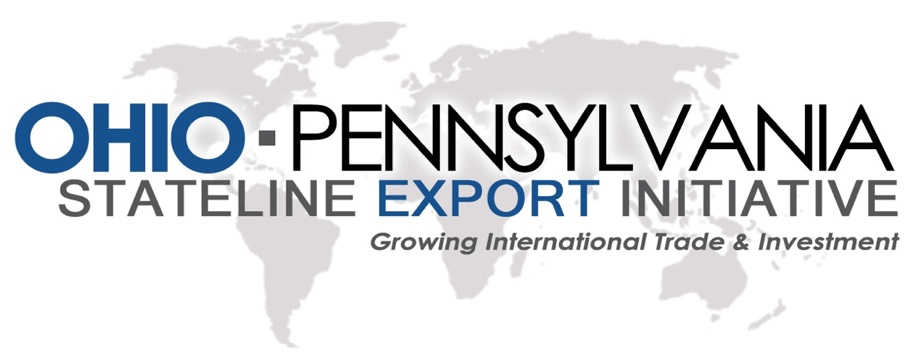 OHIO ▪ PENNSYLVANIA
STATELINE EXPORT INITIATIVE
Growing International Trade & Investment